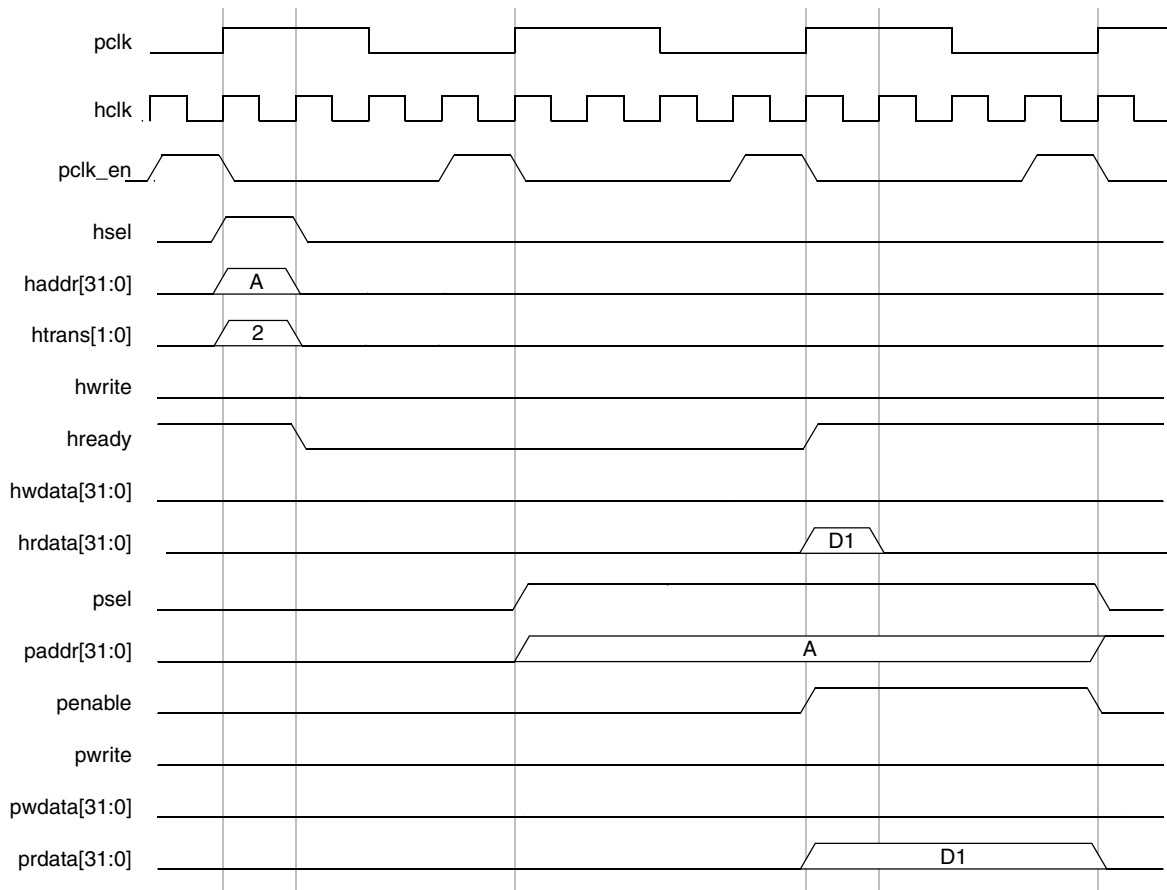 pclk
hclk
pclk_en
hsel
haddr[31:0] A
htrans[1:0] 2
hwrite
hready
hwdata[31:0]
hrdata[31:0] D1
psel
paddr[31:0] A
penable
pwrite
pwdata[31:0]
prdata[31:0] D1